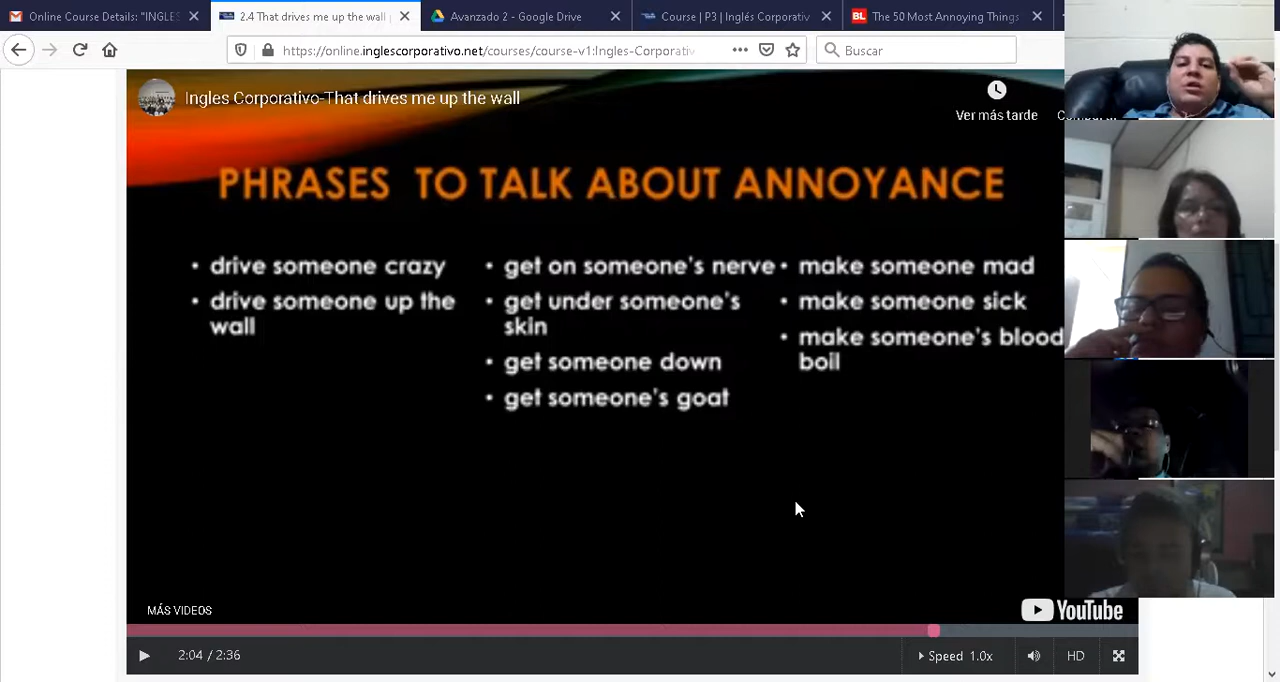 Online Course Details: "INGLES
2.4 That drives me up the wall
Avanzado 2 - Google Drive
Course | P3 | Inglés Corporativ
BL
The 50 Most Annoying Things
https://online.inglescorporativo.net/courses/course-v1:Ingles-Corporativ
Buscar
Ingles Corporativo-That drives me up the wall
Ver más tarde
PHRASES TO TALK ABOUT ANNOYANCE
• drive someone crazy
• drive someone up the
wall
• get on someone's nerve
• get under someone's
skin
• get someone down
• get someone's goat
• make someone mad
• make someone sick
• make someone's blood
boil
MÁS VIDEOS
YouTube
2:04 / 2:36
Speed 1.0x
HD